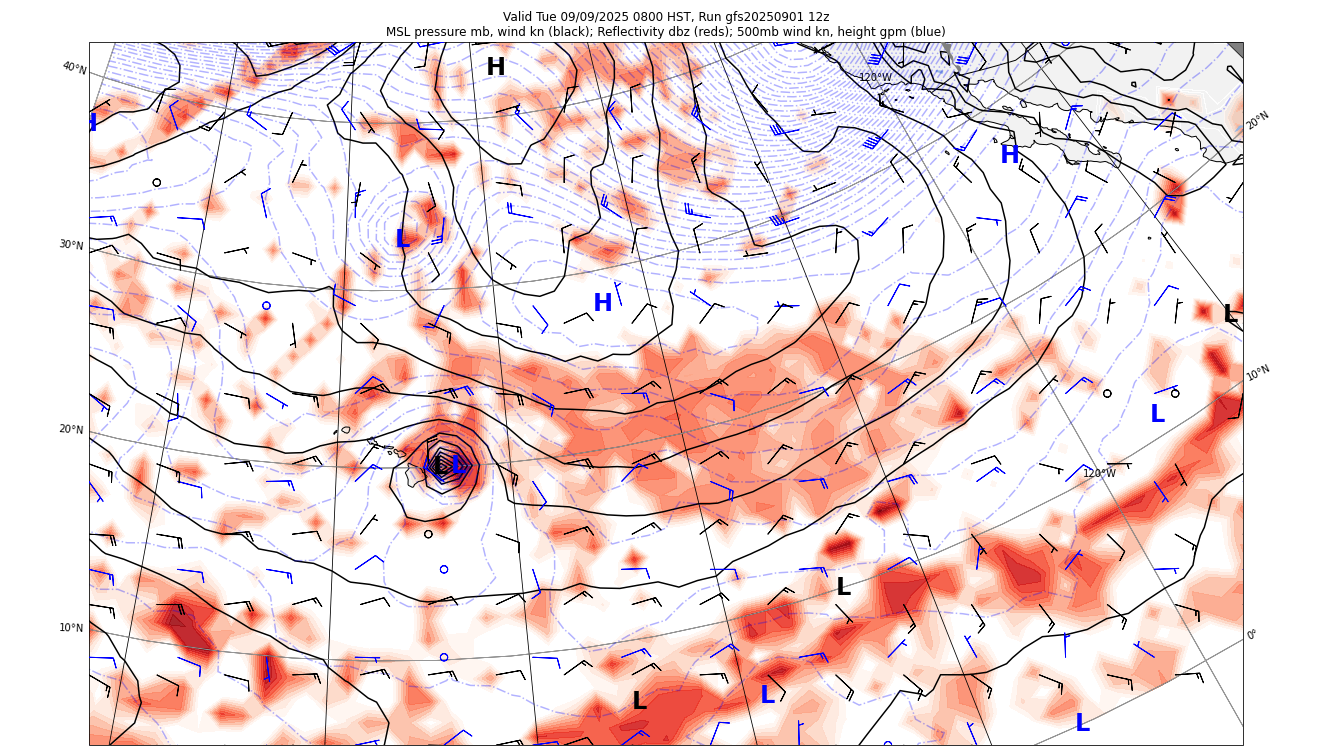 Valid Tue 09/09/2025 0800 HST, Run gfs20250901 12z
MSL pressure mb, wind kn (black); Reflectivity dbz (reds); 500mb wind kn, height gpm (blue)
40°N
H
120°W
20°N
H
H
30°N
L
H
L
10°N
L
20°N
L
L
120°W
L
10°N
0°
L
L
L